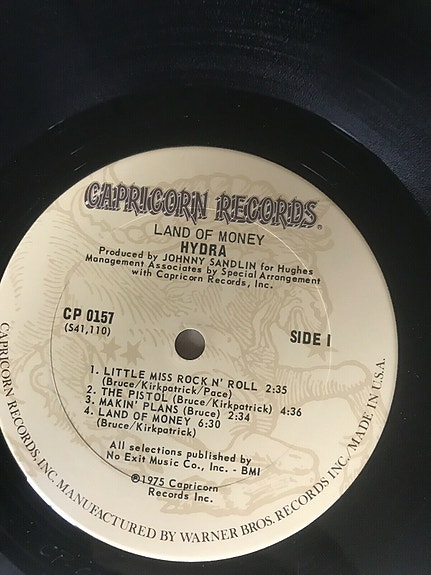 CAPRICORN RECORDS®
LAND OF MONEY
HYDRA
Produced by JOHNNY SANDLIN for Hughes
Management Associates by Special Arrangement
with Capricorn Records, Inc.
CP 0157
(S41,110)
SIDE I
1. LITTLE MISS ROCK N' ROLL 2:35
(Bruce/Kirkpatrick/Pace)
2. THE PISTOL (Bruce/Kirkpatrick) 4:36
3. MAKIN' PLANS (Bruce) 2:34
4. LAND OF MONEY 6:30
(Bruce/Kirkpatrick)
All selections published by
No Exit Music Co., Inc. - BMI
℗1975 Capricorn
Records Inc.
CAPRICORN RECORDS, INC. MANUFACTURED BY WARNER BROS. RECORDS INC./MADE IN U.S.A.